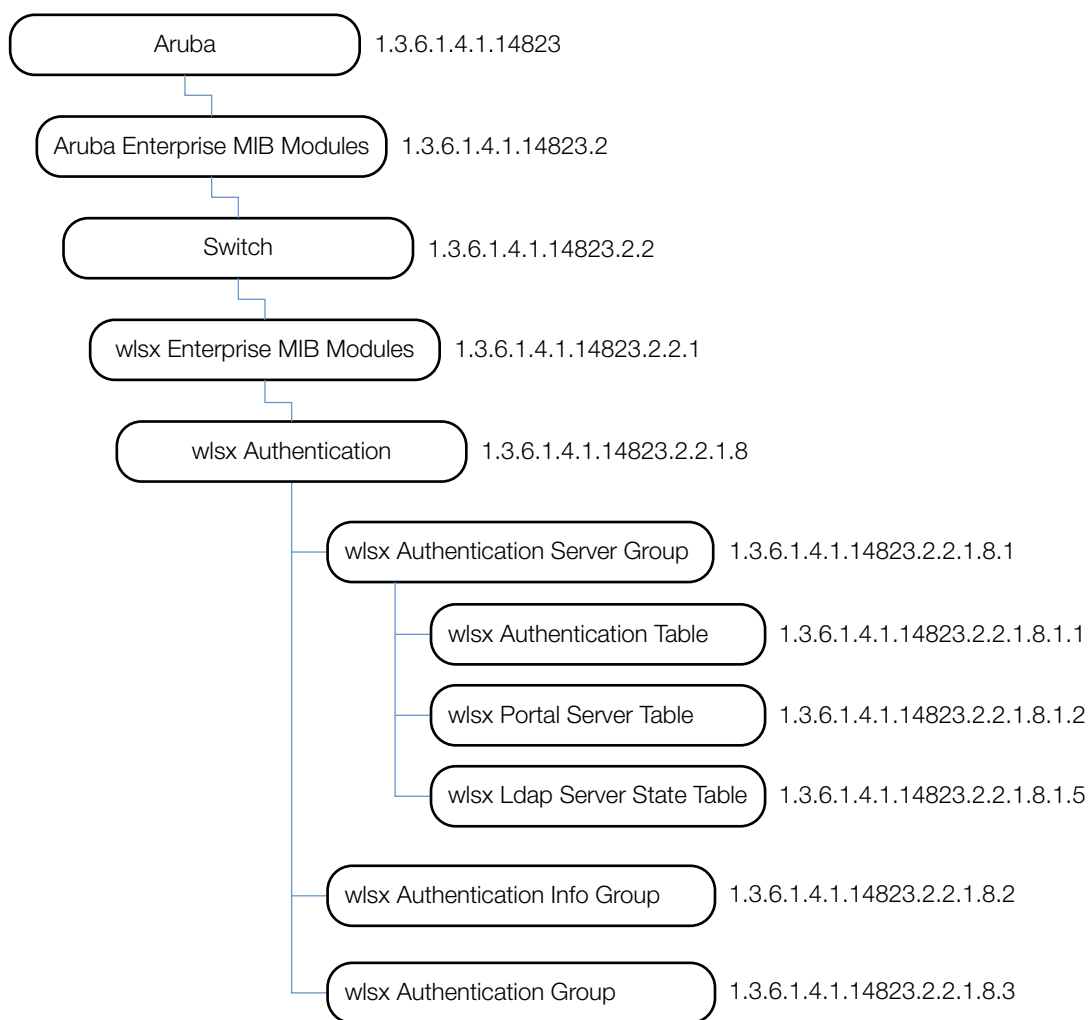 Aruba 1.3.6.1.4.1.14823
Aruba Enterprise MIB Modules 1.3.6.1.4.1.14823.2
Switch 1.3.6.1.4.1.14823.2.2
wlsx Enterprise MIB Modules 1.3.6.1.4.1.14823.2.2.1
wlsx Authentication 1.3.6.1.4.1.14823.2.2.1.8
wlsx Authentication Server Group 1.3.6.1.4.1.14823.2.2.1.8.1
wlsx Authentication Table 1.3.6.1.4.1.14823.2.2.1.8.1.1
wlsx Portal Server Table 1.3.6.1.4.1.14823.2.2.1.8.1.2
wlsx Ldap Server State Table 1.3.6.1.4.1.14823.2.2.1.8.1.5
wlsx Authentication Info Group 1.3.6.1.4.1.14823.2.2.1.8.2
wlsx Authentication Group 1.3.6.1.4.1.14823.2.2.1.8.3